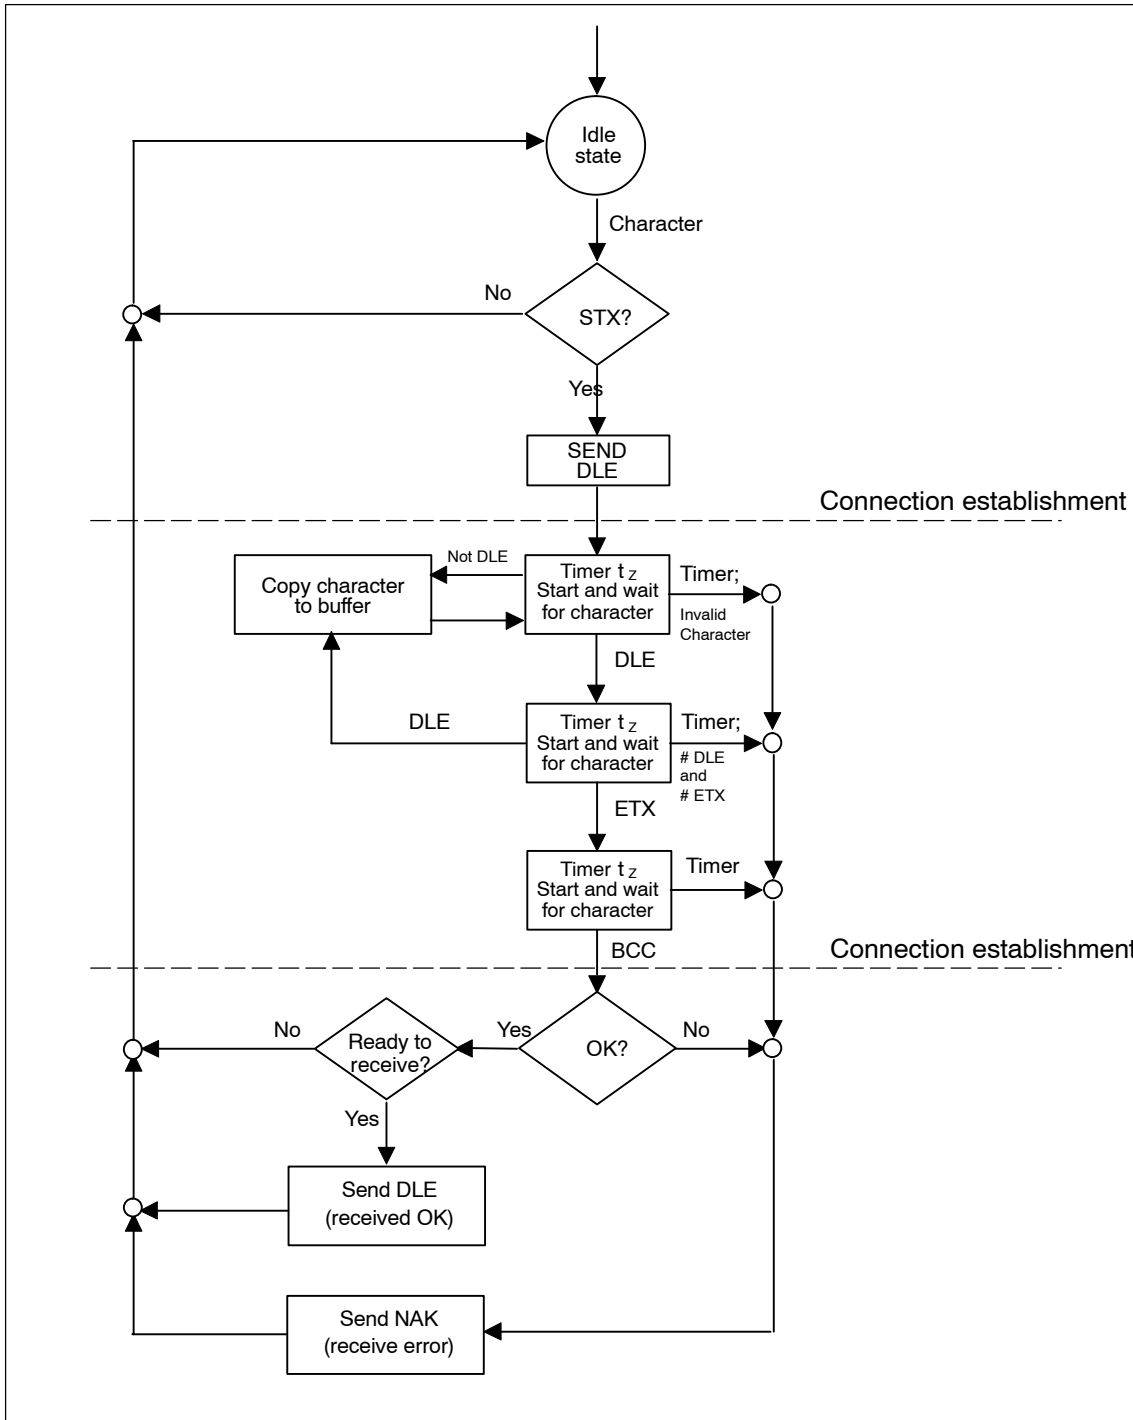 Idle
state
Character
No
STX?
Yes
SEND
DLE
Connection establishment
Not DLE
Copy character
to buffer
Timer t Z
Start and wait
for character
Timer;
Invalid
Character
DLE
DLE
Timer t Z
Start and wait
for character
Timer;
# DLE
and
# ETX
ETX
Timer t Z
Start and wait
for character
Timer
BCC
Connection establishment
No
Ready to
receive?
Yes
OK?
No
Yes
Send DLE
(received OK)
Send NAK
(receive error)